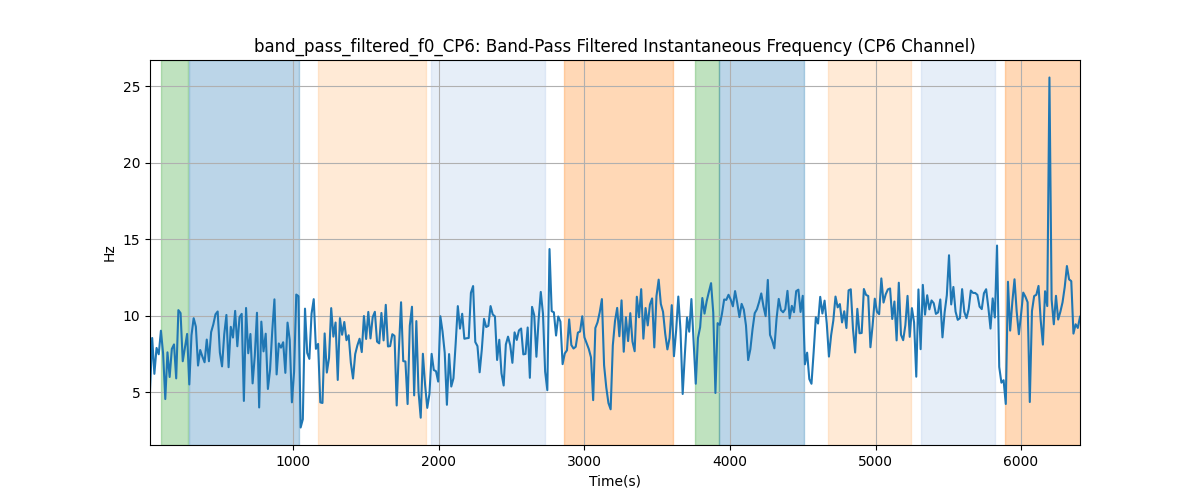 band_pass_filtered_f0_CP6: Band-Pass Filtered Instantaneous Frequency (CP6 Channel)
25
20
15
10
5
Hz
1000 2000 3000 4000 5000 6000
Time(s)